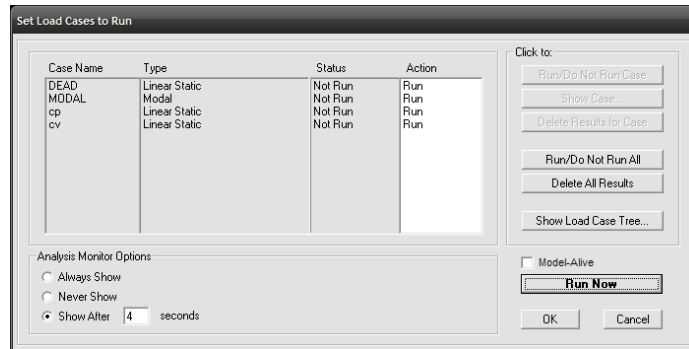 Set Load Cases to Run
Case Name Type Status Action
DEAD Linear Static Not Run Run
MODAL Modal Not Run Run
cp Linear Static Not Run Run
cv Linear Static Not Run Run
Click to:
Run/Do Not Run Case
Show Case...
Delete Results for Case
Run/Do Not Run All
Delete All Results
Show Load Case Tree...
Analysis Monitor Options
Always Show
Never Show
Show After 4 seconds
Model-Alive
Run Now
OK Cancel